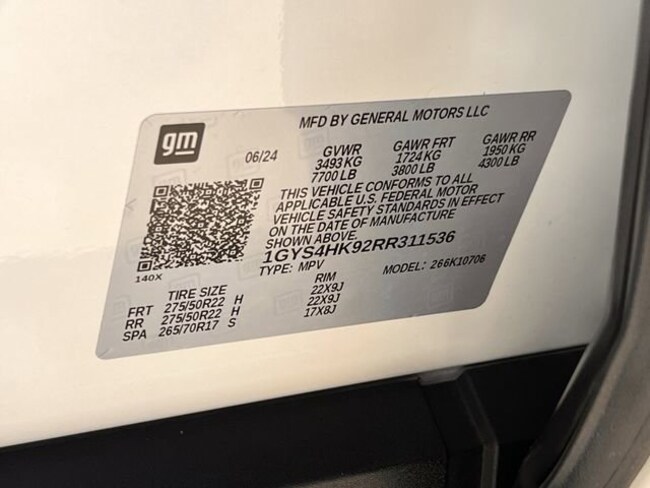 MFD BY GENERAL MOTORS LLC
gm
06/24 GVWR GAWR FRT GAWR RR
3493 KG 1724 KG 1950 KG
7700 LB 3800 LB 4300 LB
THIS VEHICLE CONFORMS TO ALL
APPLICABLE U.S. FEDERAL MOTOR
VEHICLE SAFETY STANDARDS IN EFFECT
ON THE DATE OF MANUFACTURE
SHOWN ABOVE.
1GYS4HK92RR311536
140X TYPE: MPV MODEL: 266K10706
TIRE SIZE RIM
FRT 275/50R22 H 22X9J
RR 275/50R22 H 22X9J
SPA 265/70R17 S 17X8J